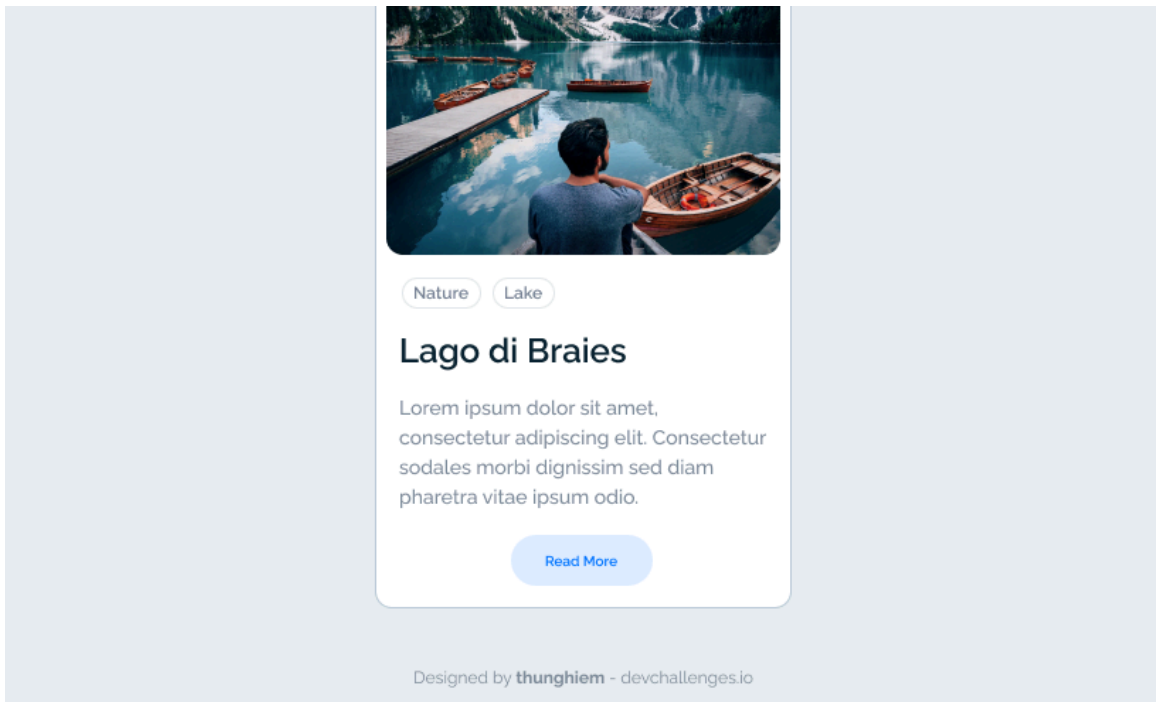 Nature Lake
Lago di Braies
Lorem ipsum dolor sit amet,
consectetur adipiscing elit. Consectetur
sodales morbi dignissim sed diam
pharetra vitae ipsum odio.
Read More
Designed by thunghiem - devchallenges.io